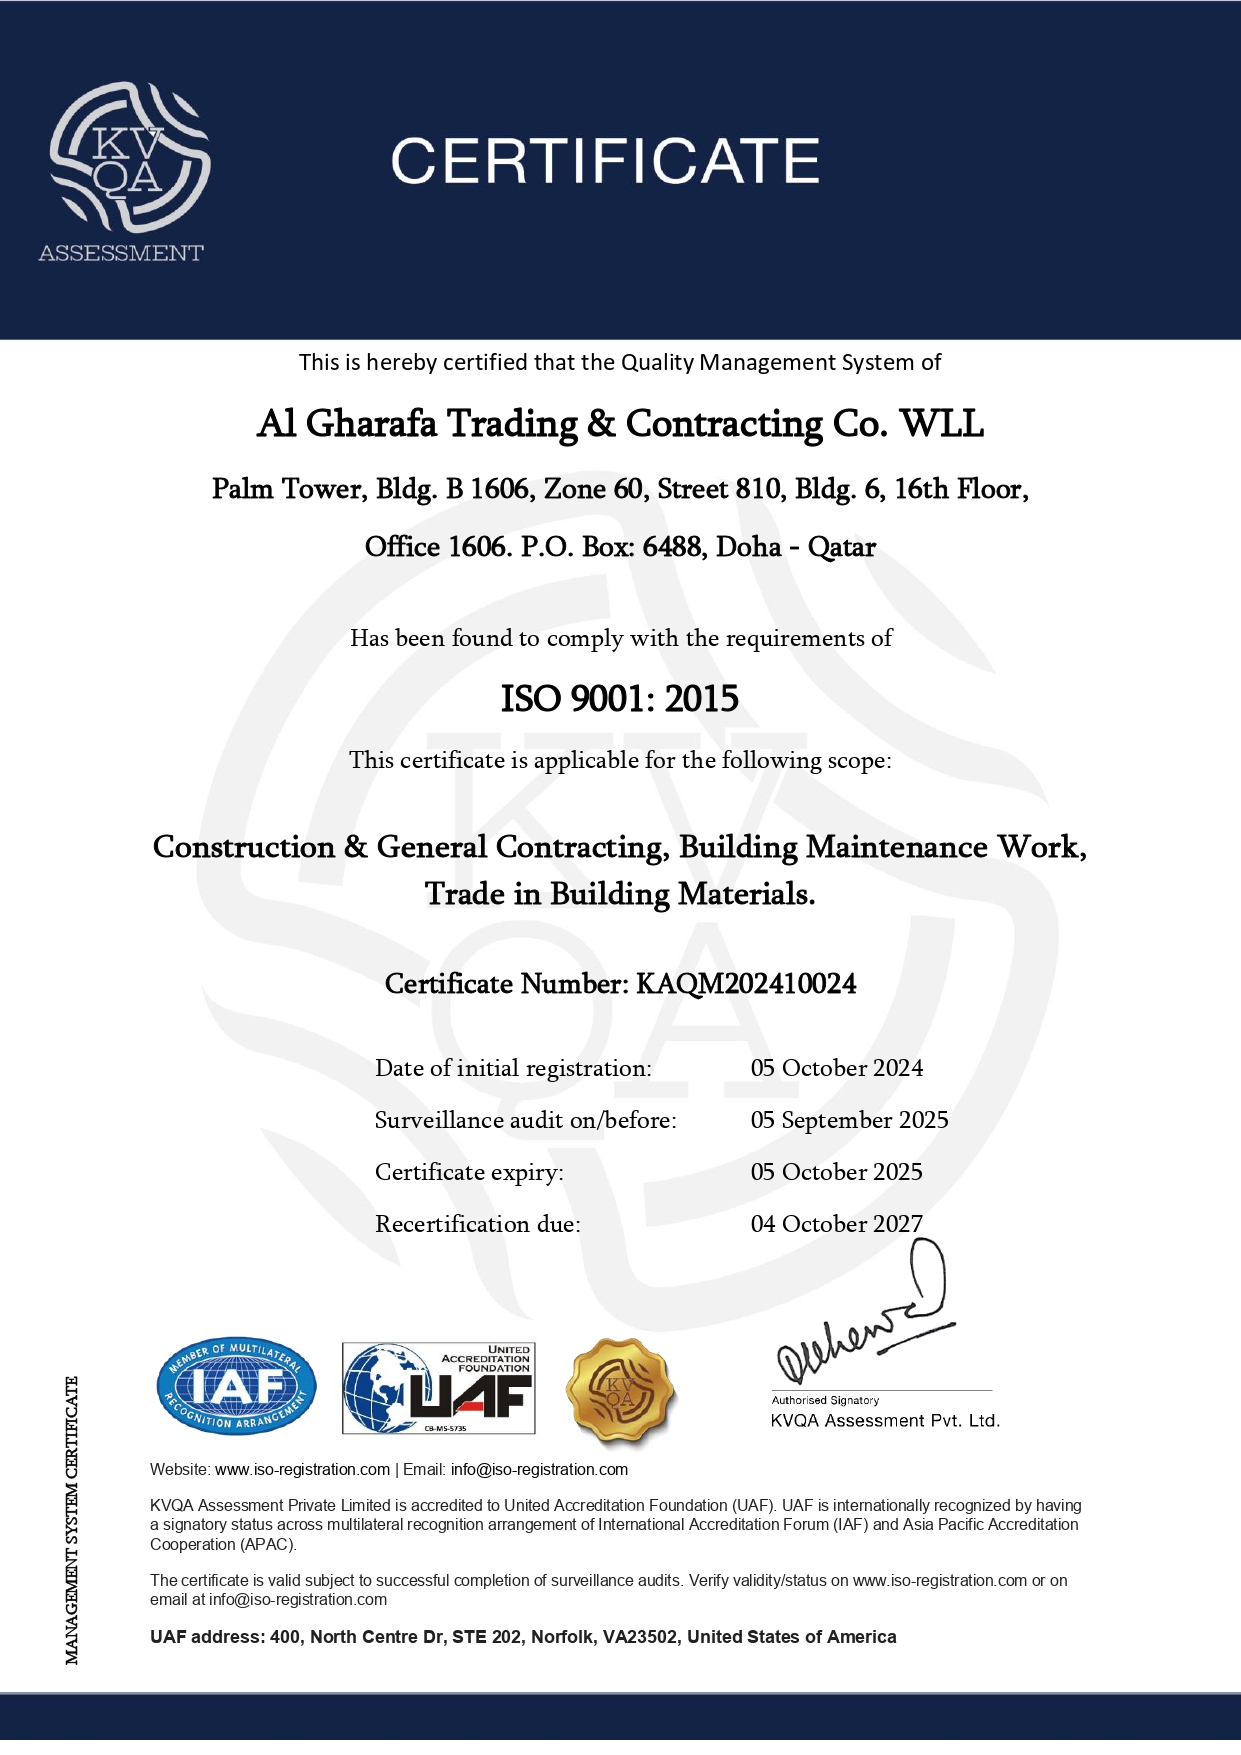 KV
QA
ASSESSMENT
CERTIFICATE
This is hereby certified that the Quality Management System of
Al Gharafa Trading & Contracting Co. WLL
Palm Tower, Bldg. B 1606, Zone 60, Street 810, Bldg. 6, 16th Floor,
Office 1606. P.O. Box: 6488, Doha - Qatar
Has been found to comply with the requirements of
ISO 9001: 2015
This certificate is applicable for the following scope:
Construction & General Contracting, Building Maintenance Work,
Trade in Building Materials.
Certificate Number: KAQM202410024
Date of initial registration: 05 October 2024
Surveillance audit on/before: 05 September 2025
Certificate expiry: 05 October 2025
Recertification due: 04 October 2027
MEMBER OF MULTILATERAL
IAF
RECOGNITION ARRANGEMENT
UNITED
ACCREDITATION
FOUNDATION
UAF
CB-MS-5735
KV
QA
Authorised Signatory
KVQA Assessment Pvt. Ltd.
MANAGEMENT SYSTEM CERTIFICATE
Website: www.iso-registration.com | Email: info@iso-registration.com
KVQA Assessment Private Limited is accredited to United Accreditation Foundation (UAF). UAF is internationally recognized by having
a signatory status across multilateral recognition arrangement of International Accreditation Forum (IAF) and Asia Pacific Accreditation
Cooperation (APAC).
The certificate is valid subject to successful completion of surveillance audits. Verify validity/status on www.iso-registration.com or on
email at info@iso-registration.com
UAF address: 400, North Centre Dr, STE 202, Norfolk, VA23502, United States of America